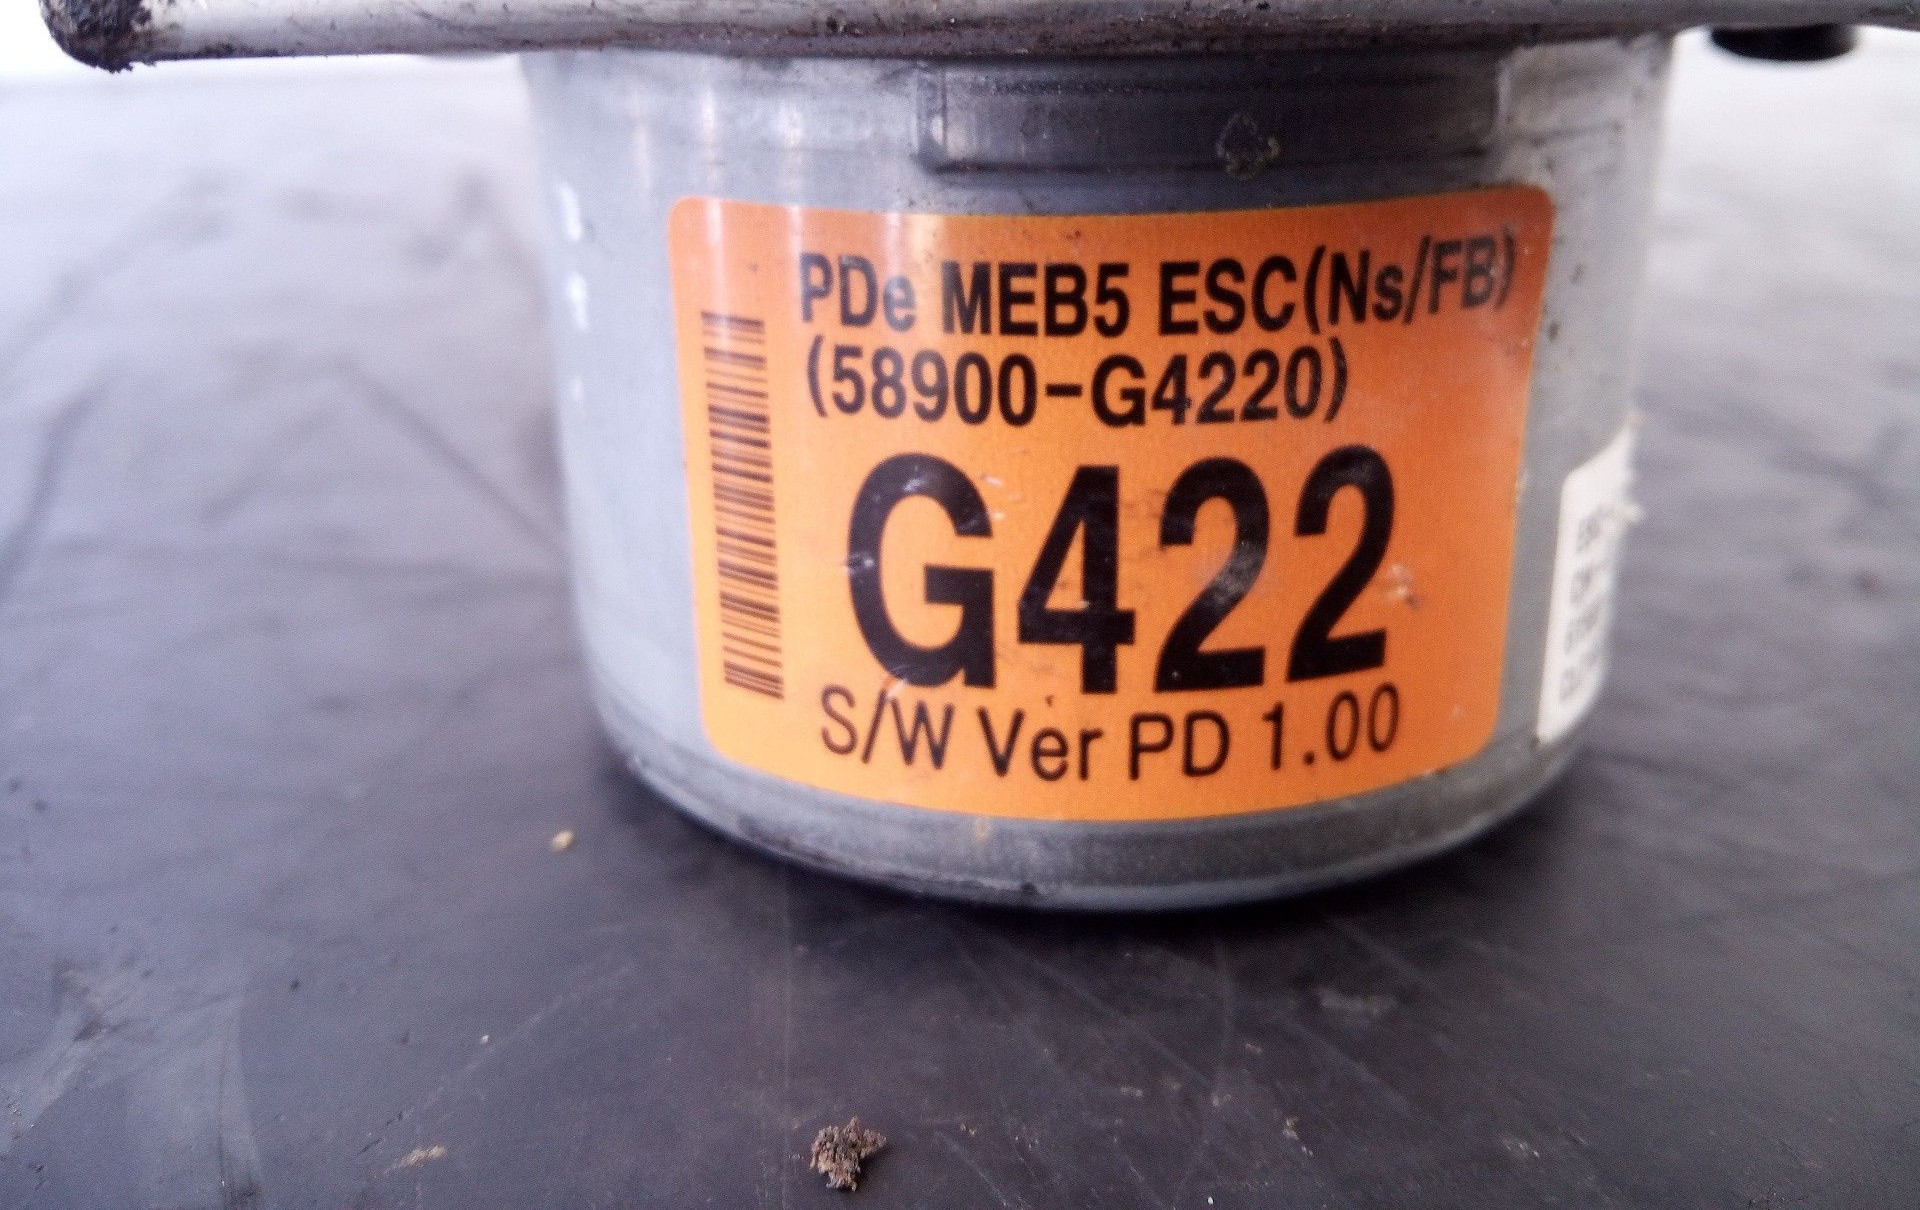 PDe MEB5 ESC(Ns/FB)
(58900-G4220)
G422
S/W Ver PD 1.00